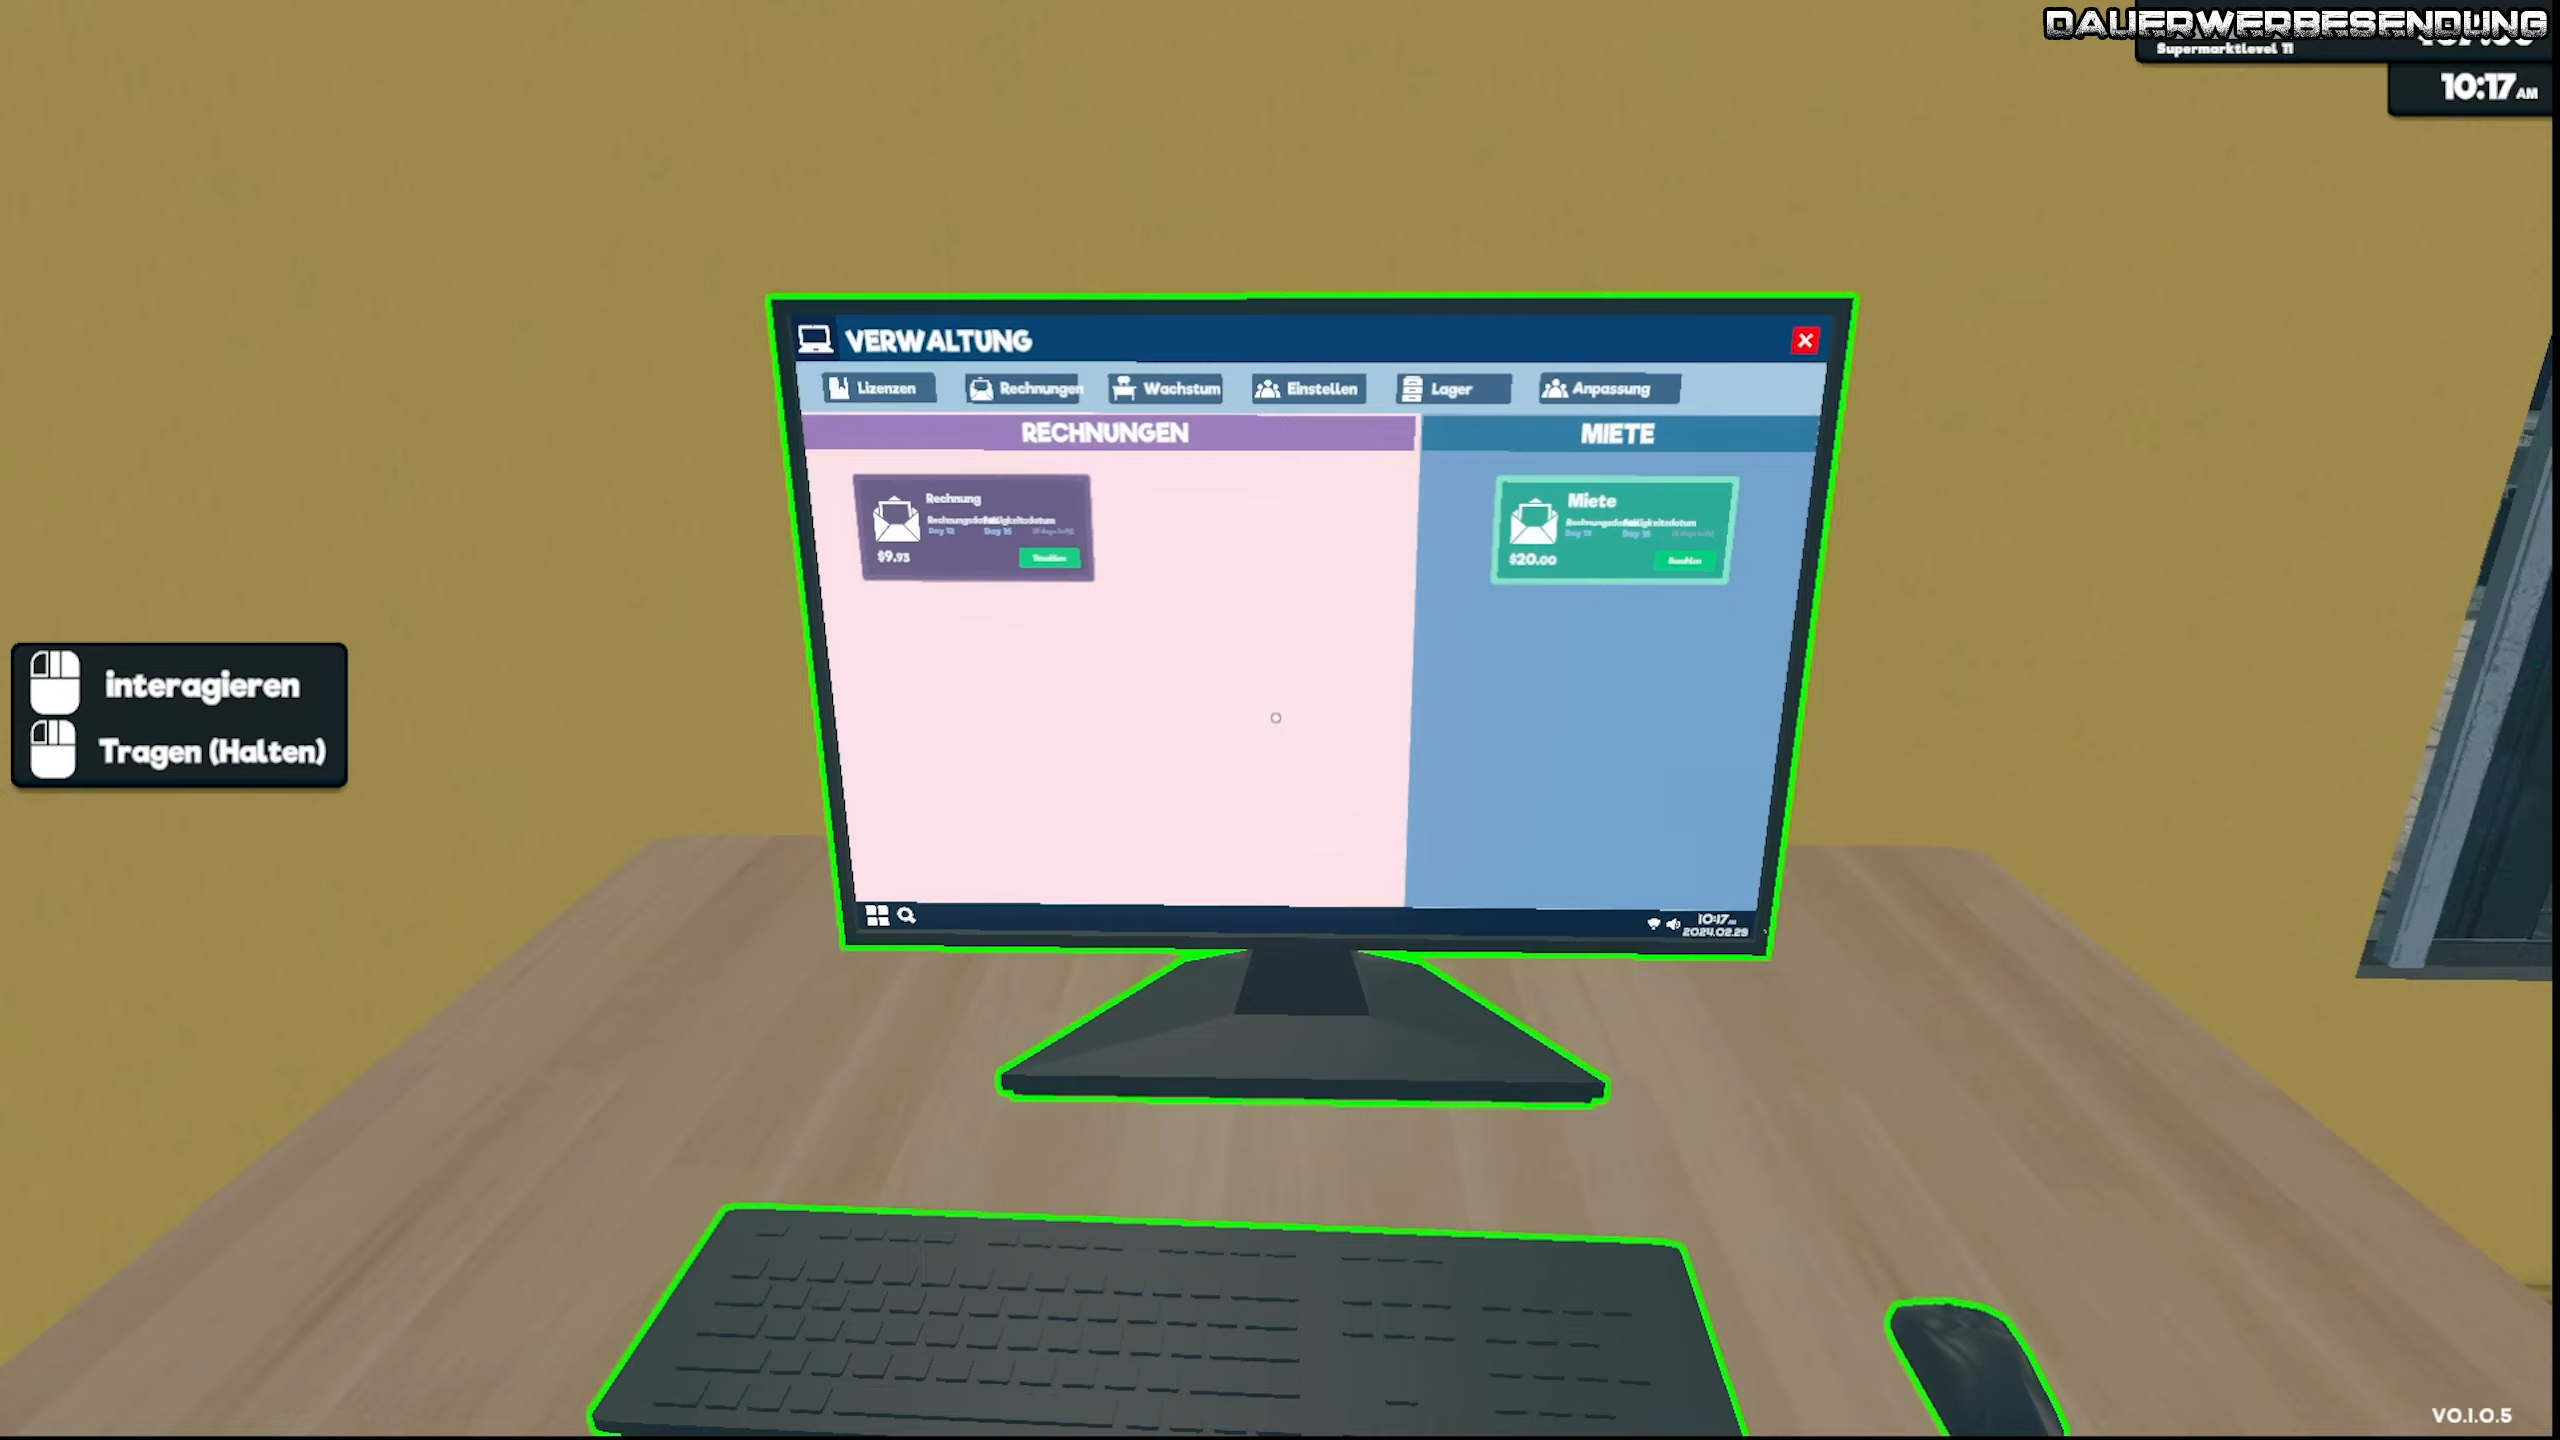 DAUERWERBESENDUNG
Supermarktlevel 11
10:17 AM
VERWALTUNG
Lizenzen
Rechnungen
Wachstum
Einstellen
Lager
Anpassung
RECHNUNGEN
MIETE
Rechnung
$9.93
Miete
$20.00
interagieren
Tragen (Halten)
10:17
2024.02.29
V0.1.0.5